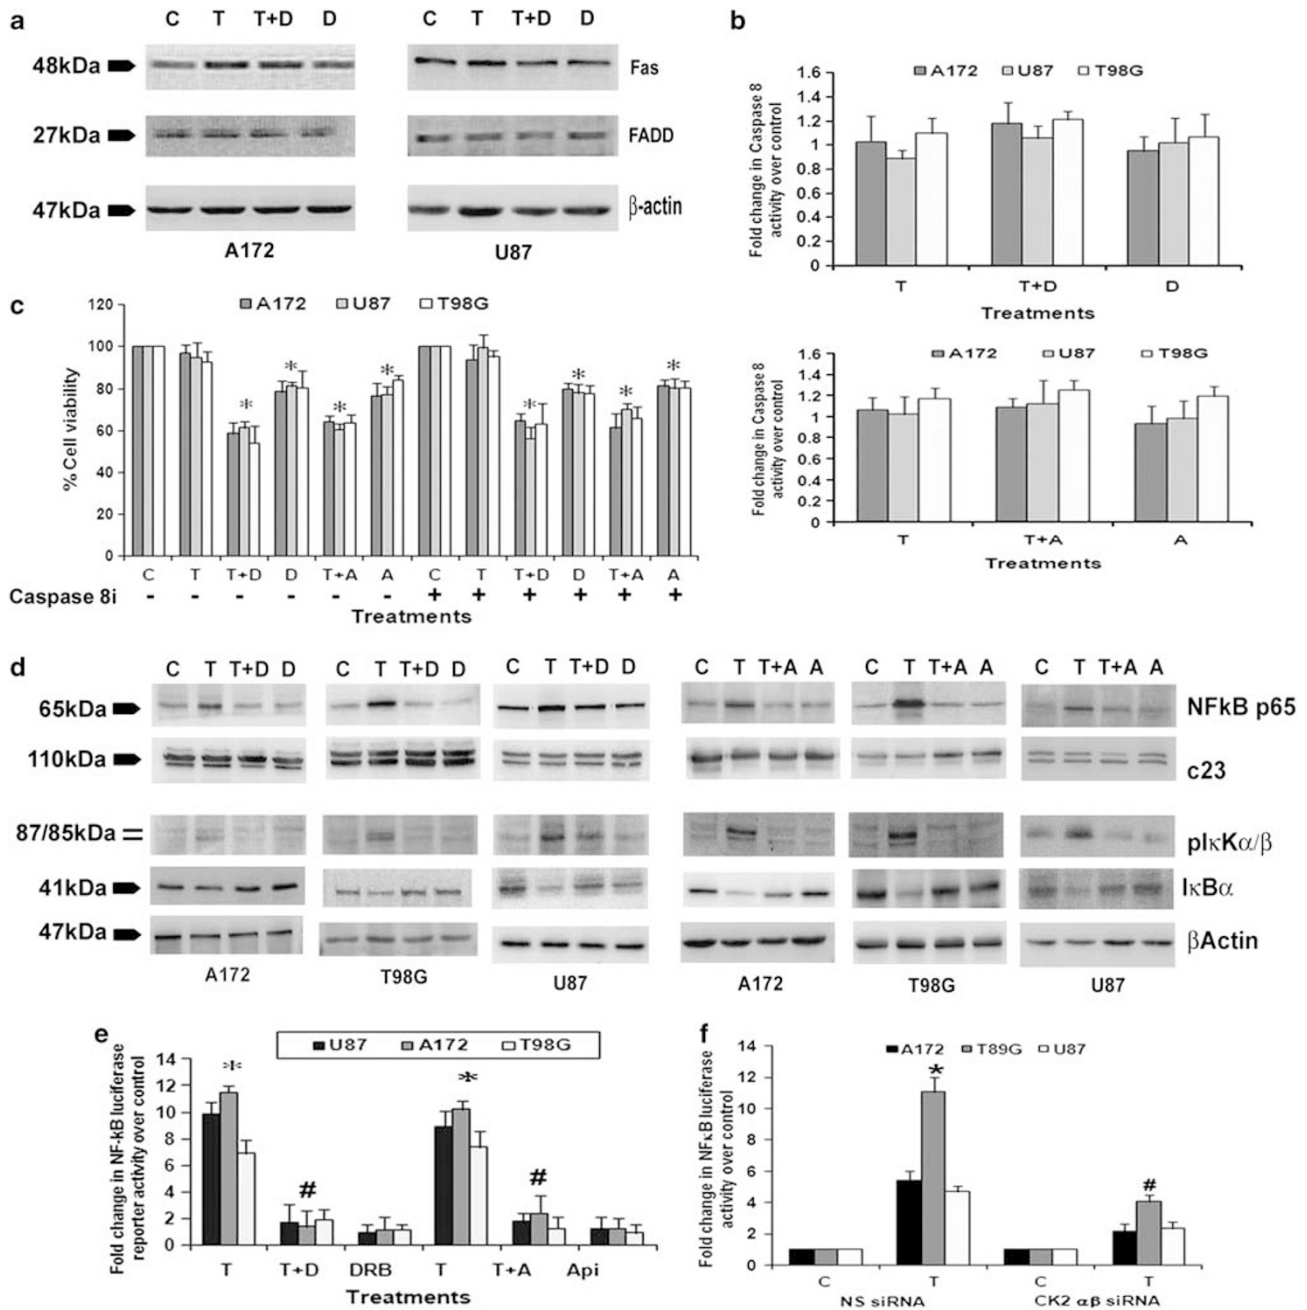 a
C T T+D D
C T T+D D
48kDa
Fas
27kDa
FADD
47kDa
β-actin
A172
U87
b
A172 U87 T98G
Fold change in Caspase 8
activity over control
1.6
1.4
1.2
1
0.8
0.6
0.4
0.2
0
T T+D D
Treatments
A172 U87 T98G
Fold change in Caspase 8
activity over control
1.6
1.4
1.2
1
0.8
0.6
0.4
0.2
0
T T+A A
Treatments
c
A172 U87 T98G
% Cell viability
120
100
80
60
40
20
0
* * * * * * * *
C T T+D D T+A A C T T+D D T+A A
Caspase 8i - - - - - - + + + + + +
Treatments
d
C T T+D D
C T T+D D
C T T+D D
C T T+A A
C T T+A A
C T T+A A
65kDa
NFkB p65
110kDa
c23
87/85kDa
pIκKα/β
41kDa
IκBα
47kDa
βActin
A172
T98G
U87
A172
T98G
U87
e
U87 A172 T98G
Fold change in NF-kB luciferase
reporter activity over control
14
12
10
8
6
4
2
0
* # * #
T T+D DRB T T+A Api
Treatments
f
A172 T89G U87
Fold change in NFκB luciferase
activity over control
14
12
10
8
6
4
2
0
* #
C T C T
NS siRNA CK2 αβ siRNA